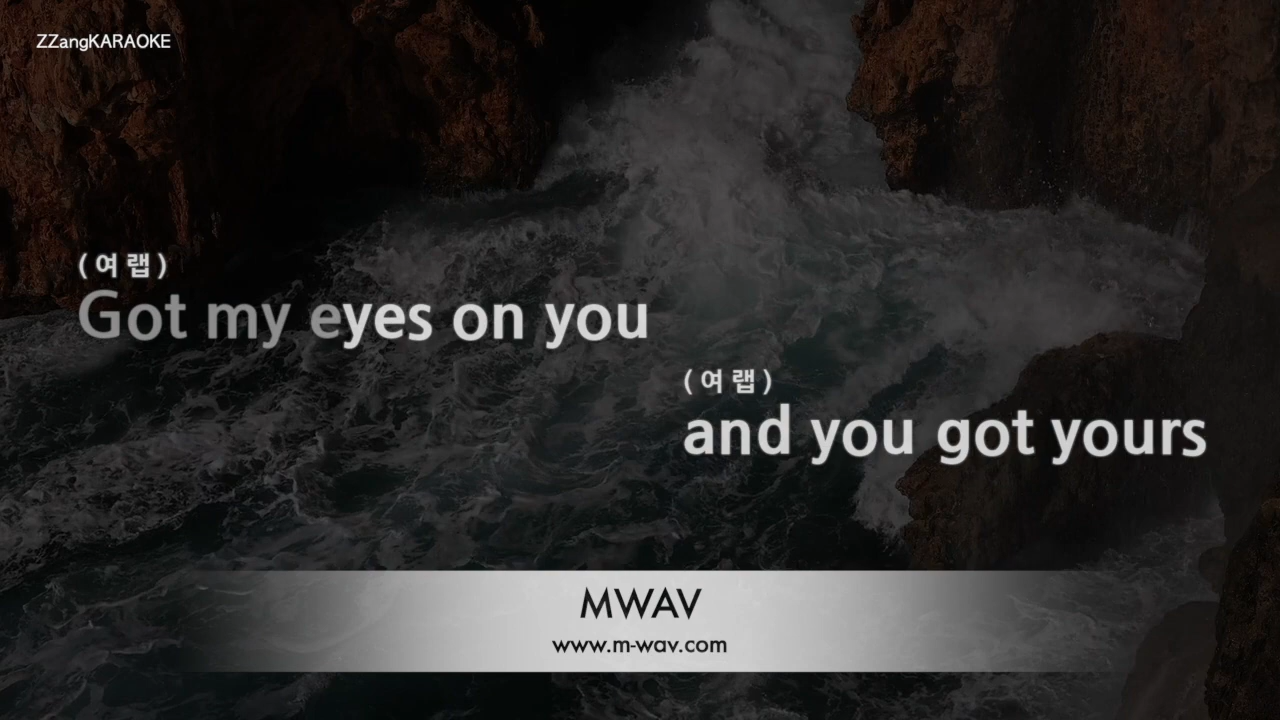 ZZangKARAOKE
( 여 랩 )
Got my eyes on you
( 여 랩 )
and you got yours
MWAV
www.m-wav.com